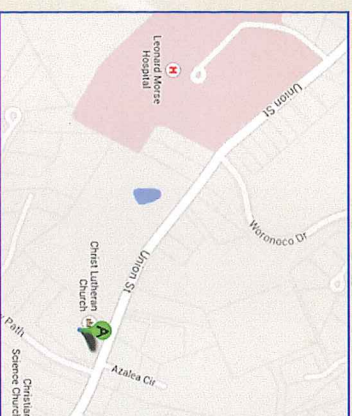 Leonard Morse
Hospital
H
Union St
Woronoco Dr
Union St
Christ Lutheran
Church
A
Azalea Cir
Path
Christian
Science Church